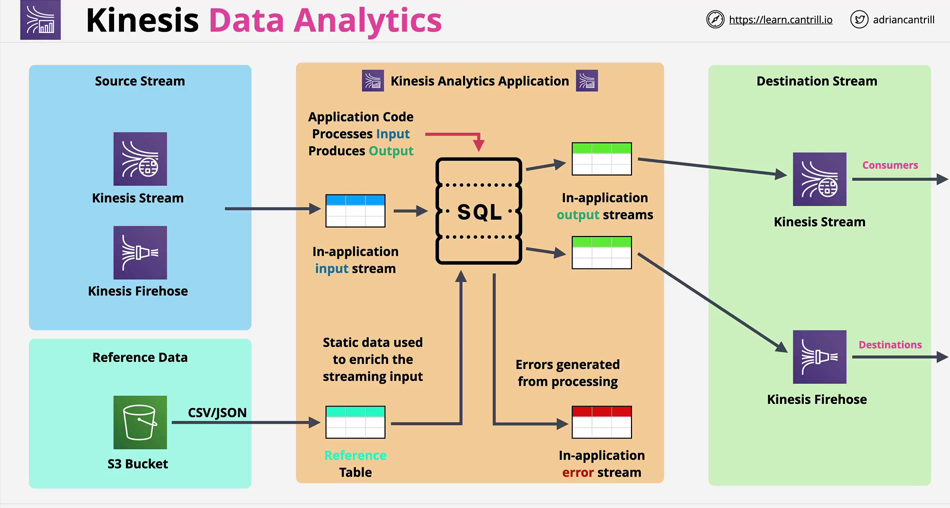 Kinesis Data Analytics
https://learn.cantrill.io
adriancantrill
Source Stream
Kinesis Stream
Kinesis Firehose
Reference Data
CSV/JSON
S3 Bucket
Kinesis Analytics Application
Application Code
Processes Input
Produces Output
SQL
In-application
input stream
In-application
output streams
Static data used
to enrich the
streaming input
Errors generated
from processing
Reference
Table
In-application
error stream
Destination Stream
Consumers
Kinesis Stream
Destinations
Kinesis Firehose